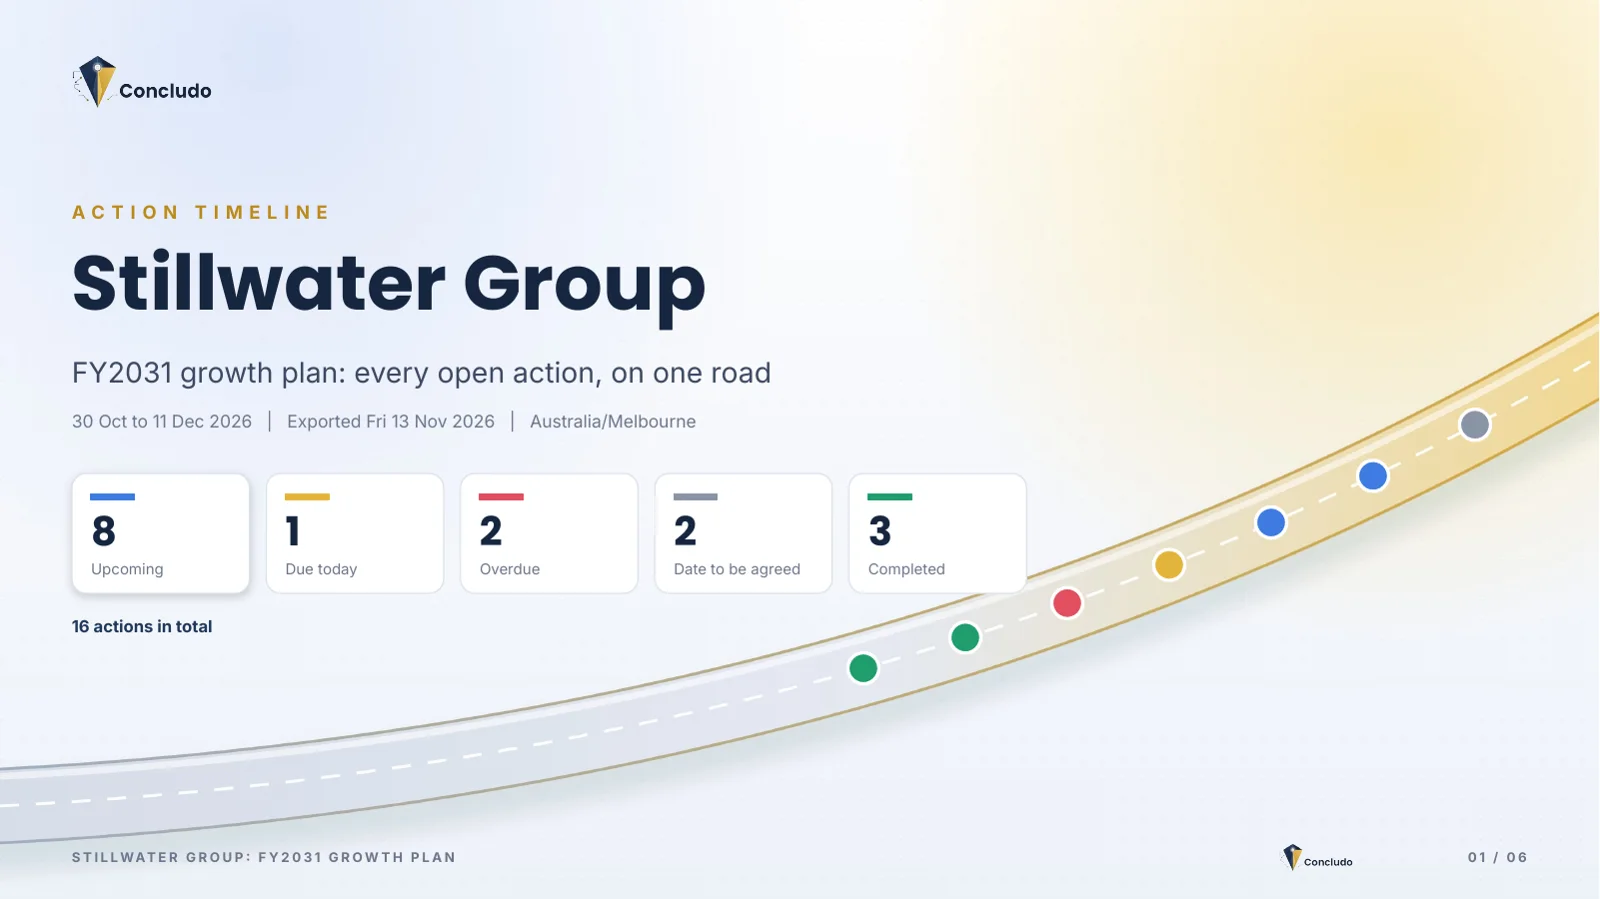 Concludo
ACTION TIMELINE
Stillwater Group
FY2031 growth plan: every open action, on one road
30 Oct to 11 Dec 2026 | Exported Fri 13 Nov 2026 | Australia/Melbourne
8
Upcoming
1
Due today
2
Overdue
2
Date to be agreed
3
Completed
16 actions in total
STILLWATER GROUP: FY2031 GROWTH PLAN
Concludo
01 / 06